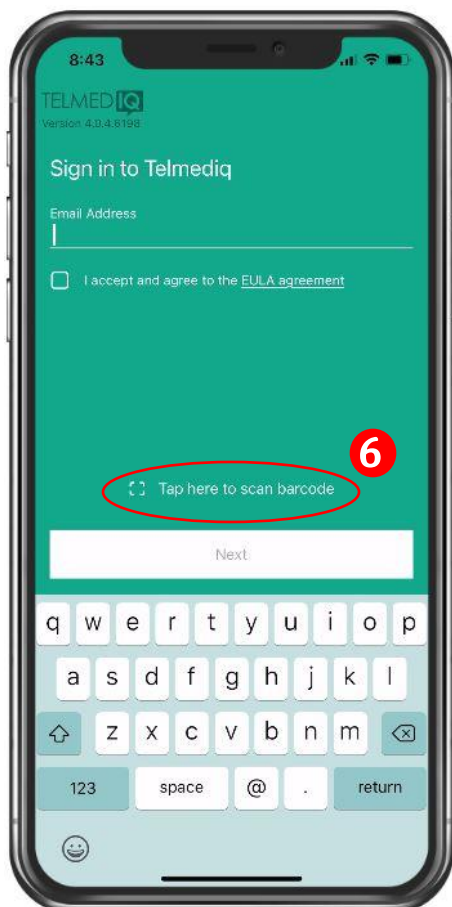 8:43
TELMEDIQ
Version 4.0.4.6198
Sign in to Telmediq
Email Address
I accept and agree to the EULA agreement
6
Tap here to scan barcode
Next
q w e r t y u i o p
a s d f g h j k l
z x c v b n m
123 space @ . return